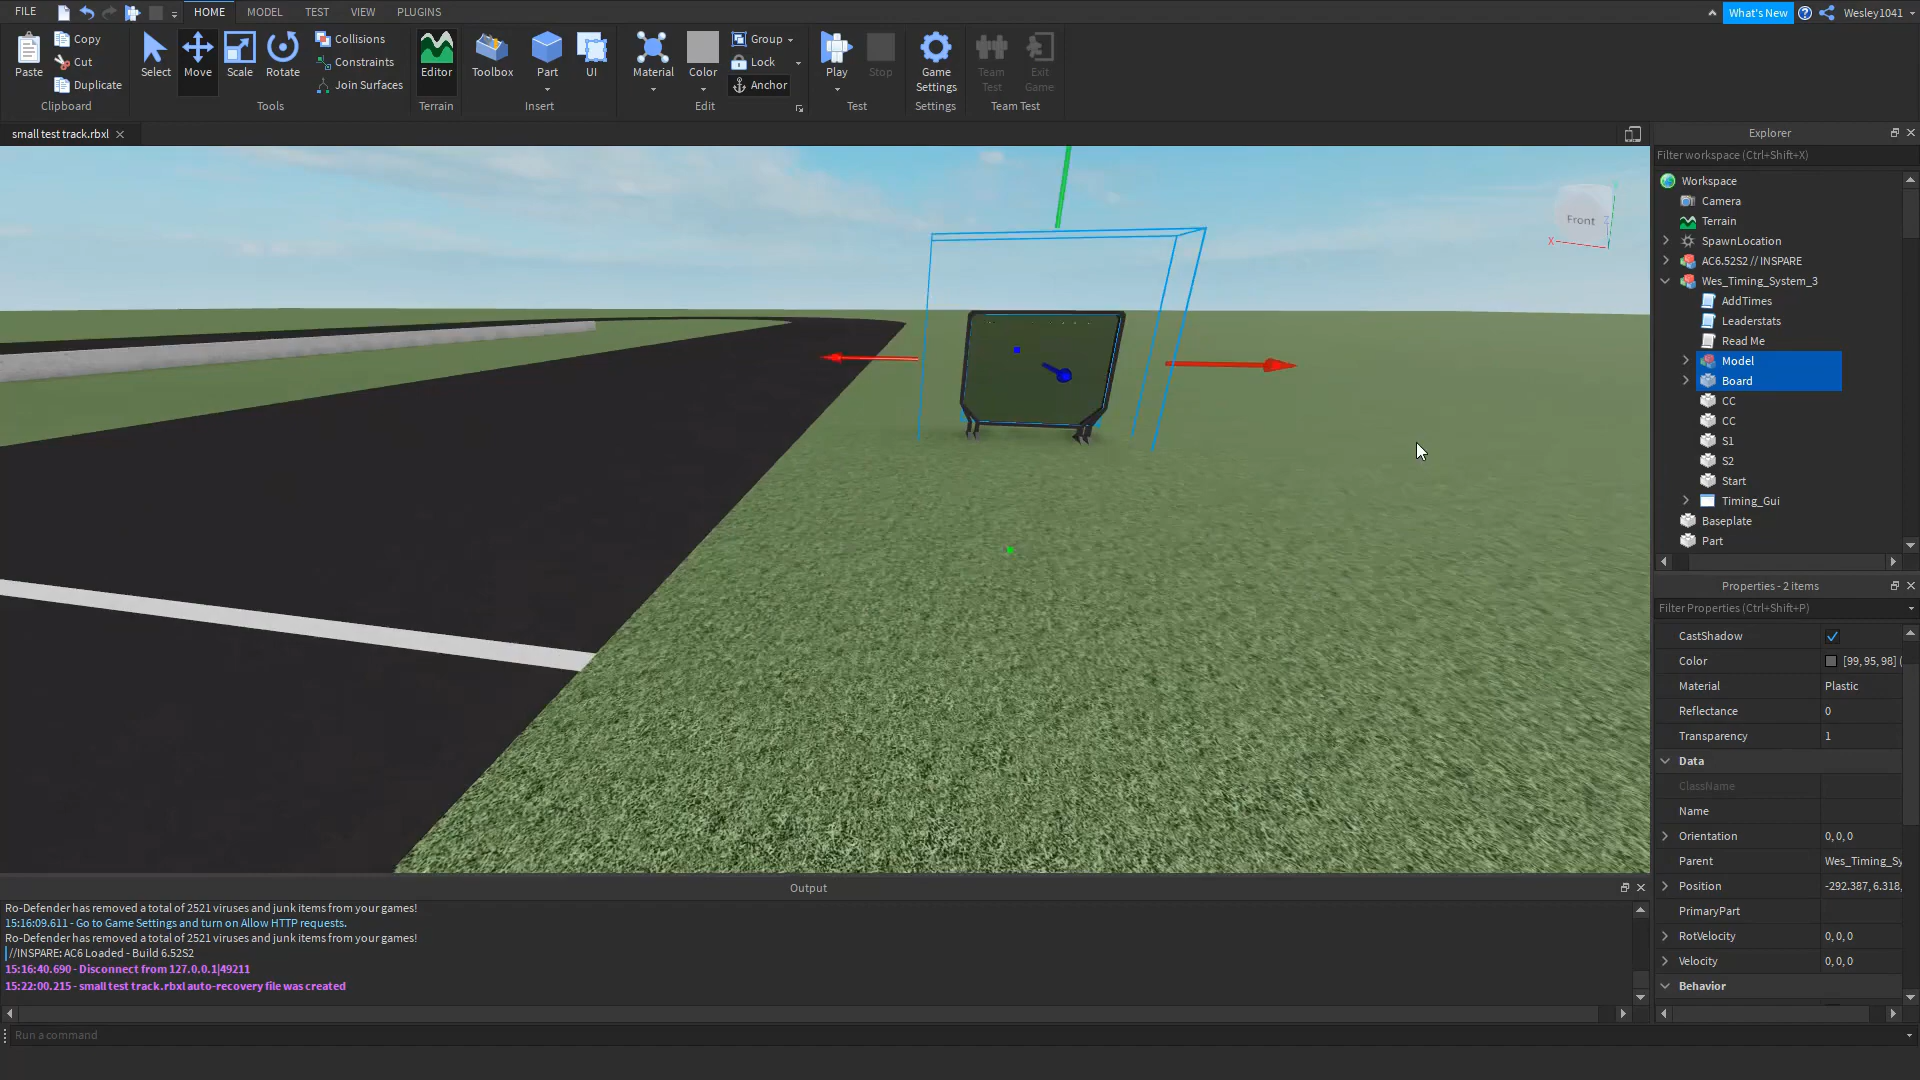 FILE HOME MODEL TEST VIEW PLUGINS What's New Wesley1041
Paste Copy Cut Duplicate Clipboard
Select Move Scale Rotate Collisions Constraints Join Surfaces Tools
Editor Terrain
Toolbox Part UI Insert
Material Color Group Lock Anchor Edit
Play Stop Test
Game Settings Settings
Team Test Exit Game Team Test
small test track.rbxl
Front
X
Z
Explorer
Filter workspace (Ctrl+Shift+X)
Workspace
Camera
Terrain
SpawnLocation
AC6.52S2 // INSPARE
Wes_Timing_System_3
AddTimes
Leaderstats
Read Me
Model
Board
CC
CC
S1
S2
Start
Timing_Gui
Baseplate
Part
Properties - 2 items
Filter Properties (Ctrl+Shift+P)
CastShadow
Color [99, 95, 98] (
Material Plastic
Reflectance 0
Transparency 1
Data
ClassName
Name
Orientation 0, 0, 0
Parent Wes_Timing_Sy
Position -292.387, 6.318,
PrimaryPart
RotVelocity 0, 0, 0
Velocity 0, 0, 0
Behavior
Output
Ro-Defender has removed a total of 2521 viruses and junk items from your games!
15:16:09.611 - Go to Game Settings and turn on Allow HTTP requests.
Ro-Defender has removed a total of 2521 viruses and junk items from your games!
//INSPARE: AC6 Loaded - Build 6.52S2
15:16:40.690 - Disconnect from 127.0.0.1|49211
15:22:00.215 - small test track.rbxl auto-recovery file was created
Run a command